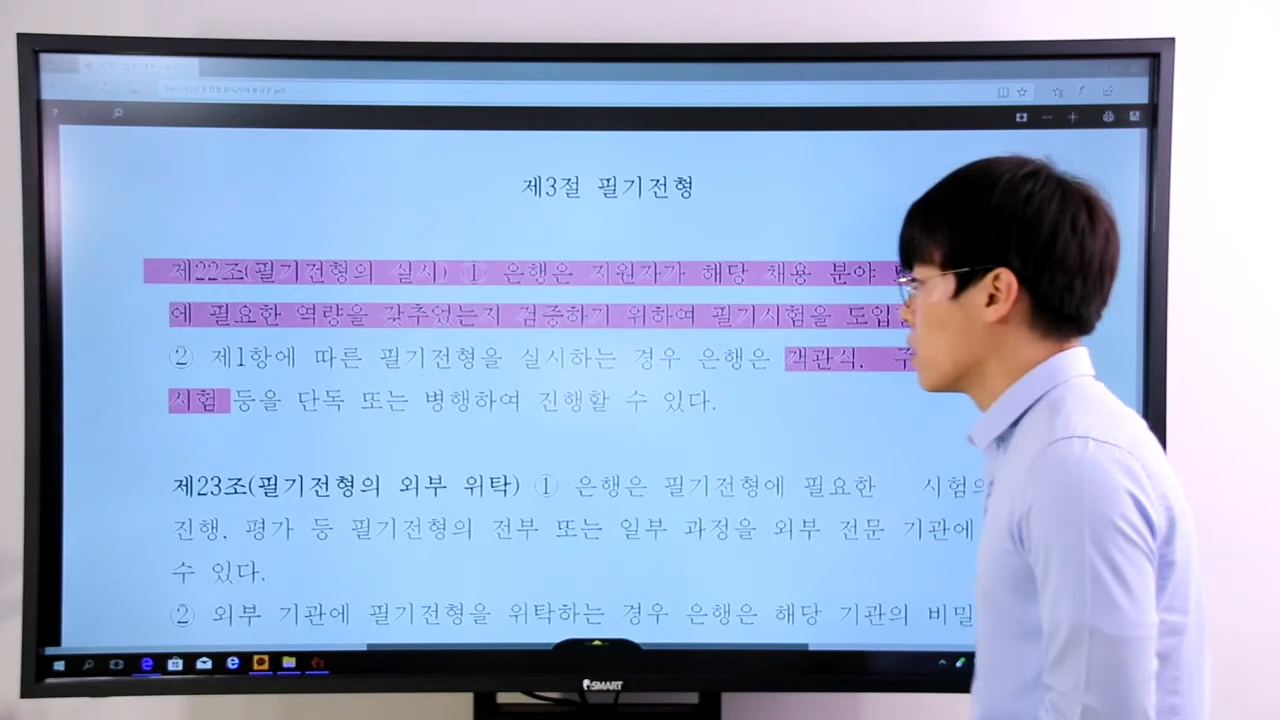 제3절 필기전형
제22조(필기전형의 실시) ① 은행은 지원자가 해당 채용 분야
에 필요한 역량을 갖추었는지 검증하기 위하여 필기시험을
② 제1항에 따른 필기전형을 실시하는 경우 은행은 객관식,
시험 등을 단독 또는 병행하여 진행할 수 있다.
제23조(필기전형의 외부 위탁) ① 은행은 필기전형에 필요한
진행, 평가 등 필기전형의 전부 또는 일부 과정을 외부 전문 기관에
수 있다.
② 외부 기관에 필기전형을 위탁하는 경우 은행은 해당 기관의 비밀
SMART